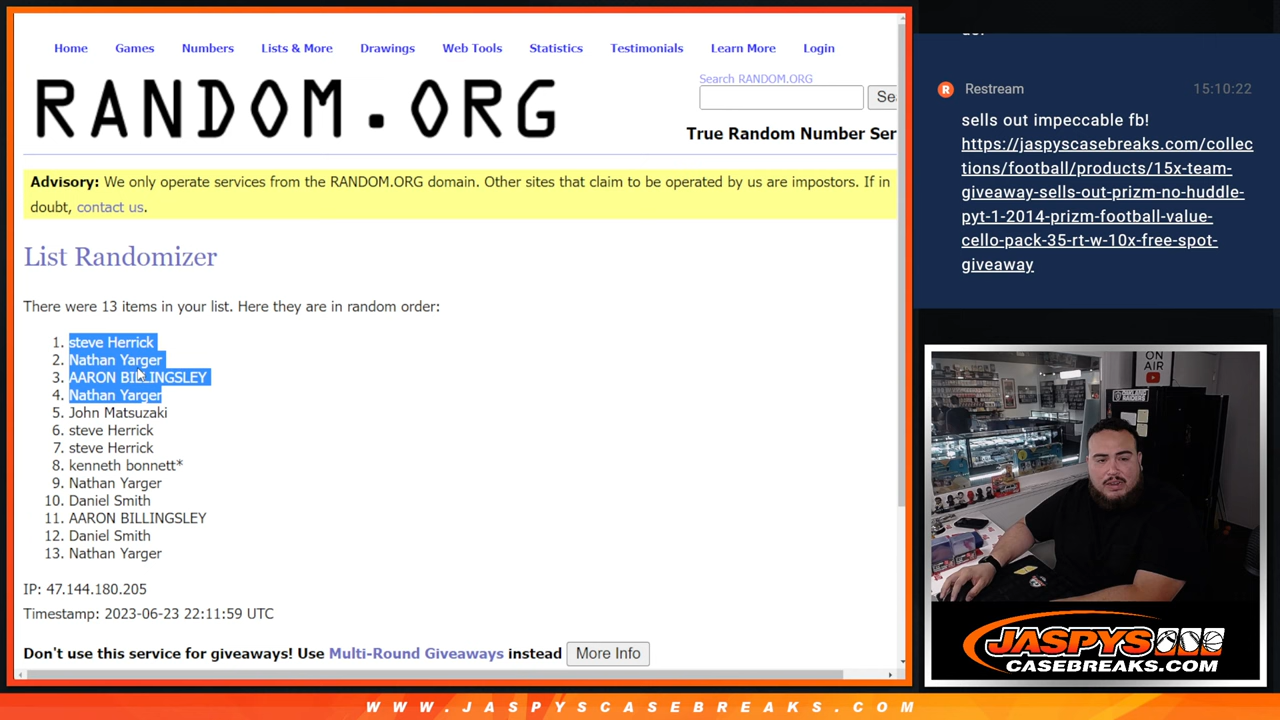 Home Games Numbers Lists & More Drawings Web Tools Statistics Testimonials Learn More Login
RANDOM.ORG
Search RANDOM.ORG
True Random Number Ser
Advisory: We only operate services from the RANDOM.ORG domain. Other sites that claim to be operated by us are impostors. If in
doubt, contact us.
List Randomizer
There were 13 items in your list. Here they are in random order:
1. steve Herrick
2. Nathan Yarger
3. AARON BILLINGSLEY
4. Nathan Yarger
5. John Matsuzaki
6. steve Herrick
7. steve Herrick
8. kenneth bonnett*
9. Nathan Yarger
10. Daniel Smith
11. AARON BILLINGSLEY
12. Daniel Smith
13. Nathan Yarger
IP: 47.144.180.205
Timestamp: 2023-06-23 22:11:59 UTC
Don't use this service for giveaways! Use Multi-Round Giveaways instead More Info
Restream 15:10:22
sells out impeccable fb!
https://jaspyscasebreaks.com/collec
tions/football/products/15x-team-
giveaway-sells-out-prizm-no-huddle-
pyt-1-2014-prizm-football-value-
cello-pack-35-rt-w-10x-free-spot-
giveaway
ON
AIR
JASPYS
CASEBREAKS.COM
WWW.JASPYSCASEBREAKS.COM